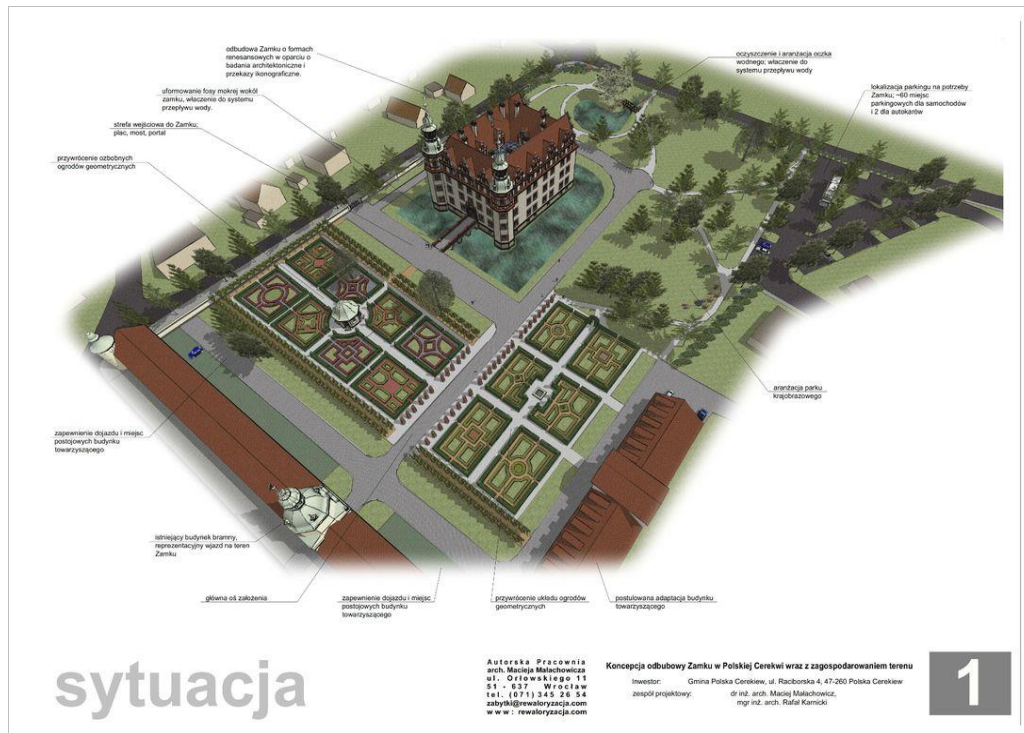 odbudowa Zamku o formach
renesansowych w oparciu o
badania architektoniczne i
przekazy ikonograficzne.
uformowanie fosy mokrej wokół
zamku, włączenie do systemu
przepływu wody.
strefa wejściowa do Zamku;
plac, most, portal
przywrócenie ozbobnych
ogrodów geometrycznych
oczyszczenie i aranżacja oczka
wodnego; włączenie do
systemu przepływu wody
lokalizacja parkingu na potrzeby
Zamku; ~60 miejsc
parkingowych dla samochodów
i 2 dla autokarów
aranżacja parku
krajobrazowego
zapewnienie dojazdu i miejsc
postojowych budynku
towarzyszącego
istniejący budynek bramny,
reprezentacyjny wjazd na teren
Zamku
główna oś założenia
zapewnienie dojazdu i miejsc
postojowych budynku
towarzyszącego
przywrócenie układu ogrodów
geometrycznych
postulowana adaptacja budynku
towarzyszącego
sytuacja
Autorska Pracownia
arch. Macieja Małachowicza
ul. Orłowskiego 11
51 - 637 Wrocław
tel. (071) 345 26 54
zabytki@rewaloryzacja.com
www: rewaloryzacja.com
Koncepcja odbubowy Zamku w Polskiej Cerekwi wraz z zagospodarowaniem terenu
Inwestor: Gmina Polska Cerekiew, ul. Raciborska 4, 47-260 Polska Cerekiew
zespół projektowy: dr inż. arch. Maciej Małachowicz,
mgr inż. arch. Rafał Karnicki
1